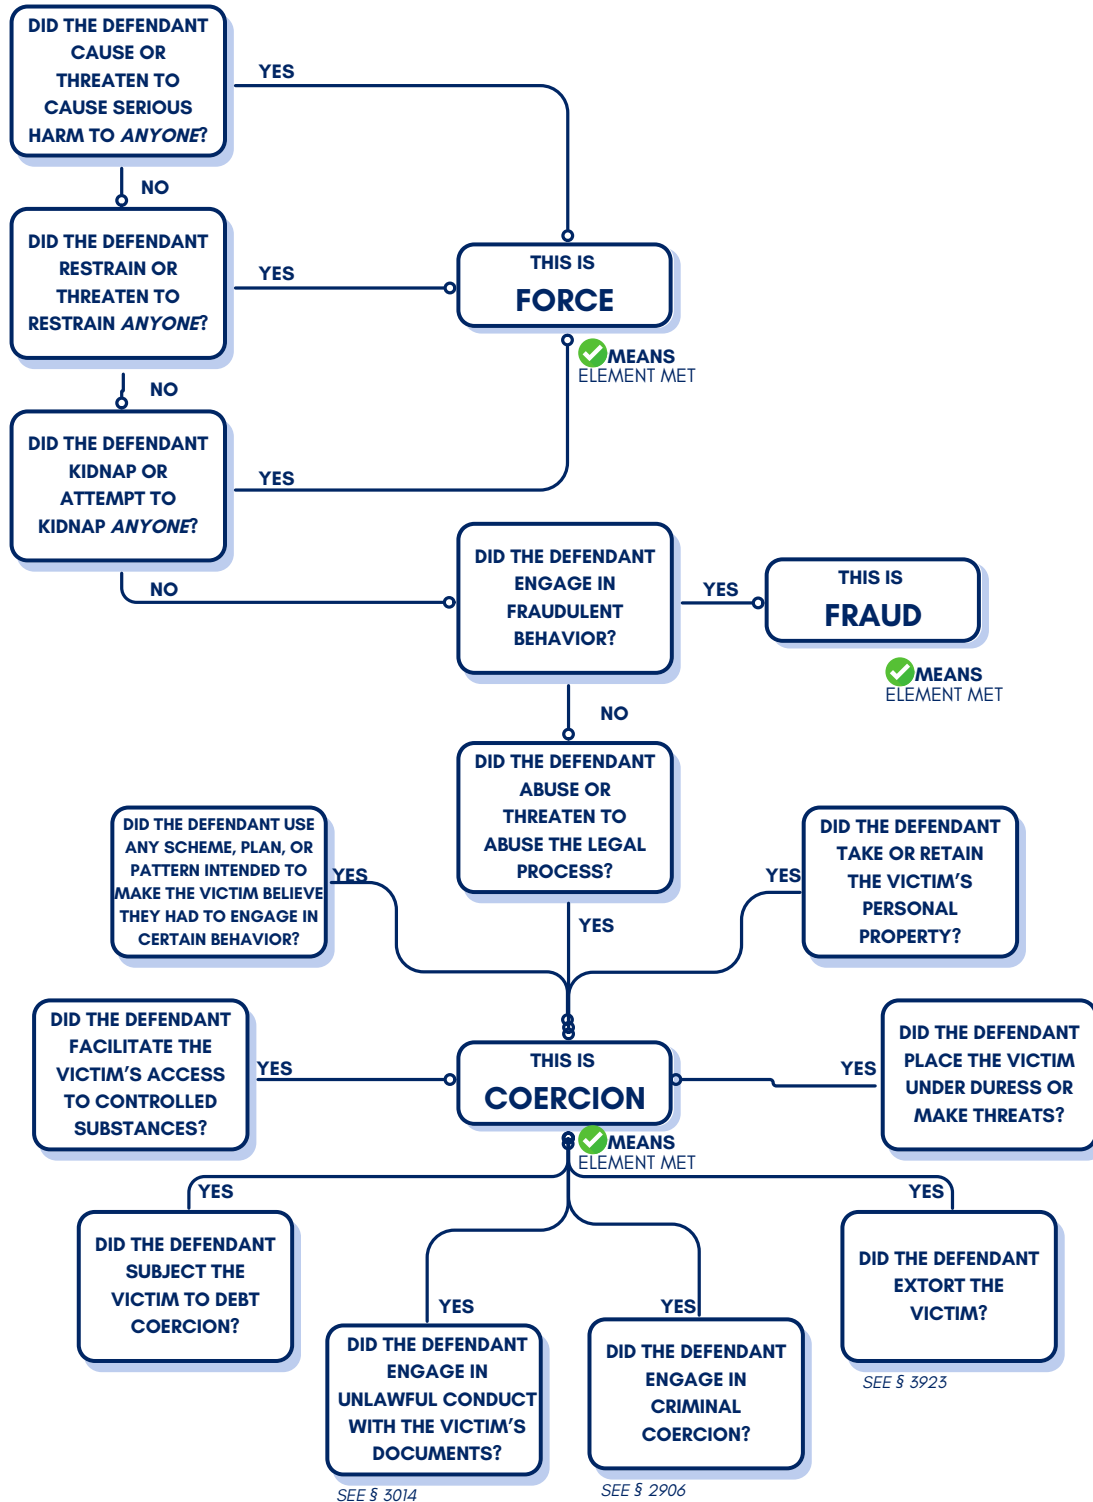 DID THE DEFENDANT
CAUSE OR
THREATEN TO
CAUSE SERIOUS
HARM TO ANYONE?
YES
NO
DID THE DEFENDANT
RESTRAIN OR
THREATEN TO
RESTRAIN ANYONE?
YES
THIS IS
FORCE
MEANS
ELEMENT MET
NO
DID THE DEFENDANT
KIDNAP OR
ATTEMPT TO
KIDNAP ANYONE?
YES
NO
DID THE DEFENDANT
ENGAGE IN
FRAUDULENT
BEHAVIOR?
YES
THIS IS
FRAUD
MEANS
ELEMENT MET
NO
DID THE DEFENDANT
ABUSE OR
THREATEN TO
ABUSE THE LEGAL
PROCESS?
YES
DID THE DEFENDANT USE
ANY SCHEME, PLAN, OR
PATTERN INTENDED TO
MAKE THE VICTIM BELIEVE
THEY HAD TO ENGAGE IN
CERTAIN BEHAVIOR?
YES
DID THE DEFENDANT
TAKE OR RETAIN
THE VICTIM'S
PERSONAL
PROPERTY?
YES
DID THE DEFENDANT
FACILITATE THE
VICTIM'S ACCESS
TO CONTROLLED
SUBSTANCES?
YES
THIS IS
COERCION
MEANS
ELEMENT MET
YES
DID THE DEFENDANT
PLACE THE VICTIM
UNDER DURESS OR
MAKE THREATS?
YES
DID THE DEFENDANT
SUBJECT THE
VICTIM TO DEBT
COERCION?
YES
DID THE DEFENDANT
ENGAGE IN
UNLAWFUL CONDUCT
WITH THE VICTIM'S
DOCUMENTS?
SEE § 3014
YES
DID THE DEFENDANT
ENGAGE IN
CRIMINAL
COERCION?
SEE § 2906
YES
DID THE DEFENDANT
EXTORT THE
VICTIM?
SEE § 3923